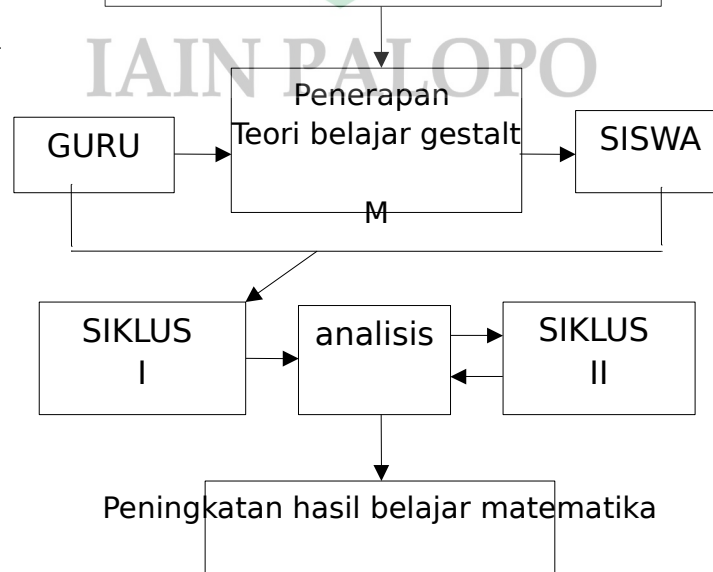 IAIN PALOPO
Penerapan
Teori belajar gestalt
M
GURU
SISWA
SIKLUS
I
analisis
SIKLUS
II
Peningkatan hasil belajar matematika